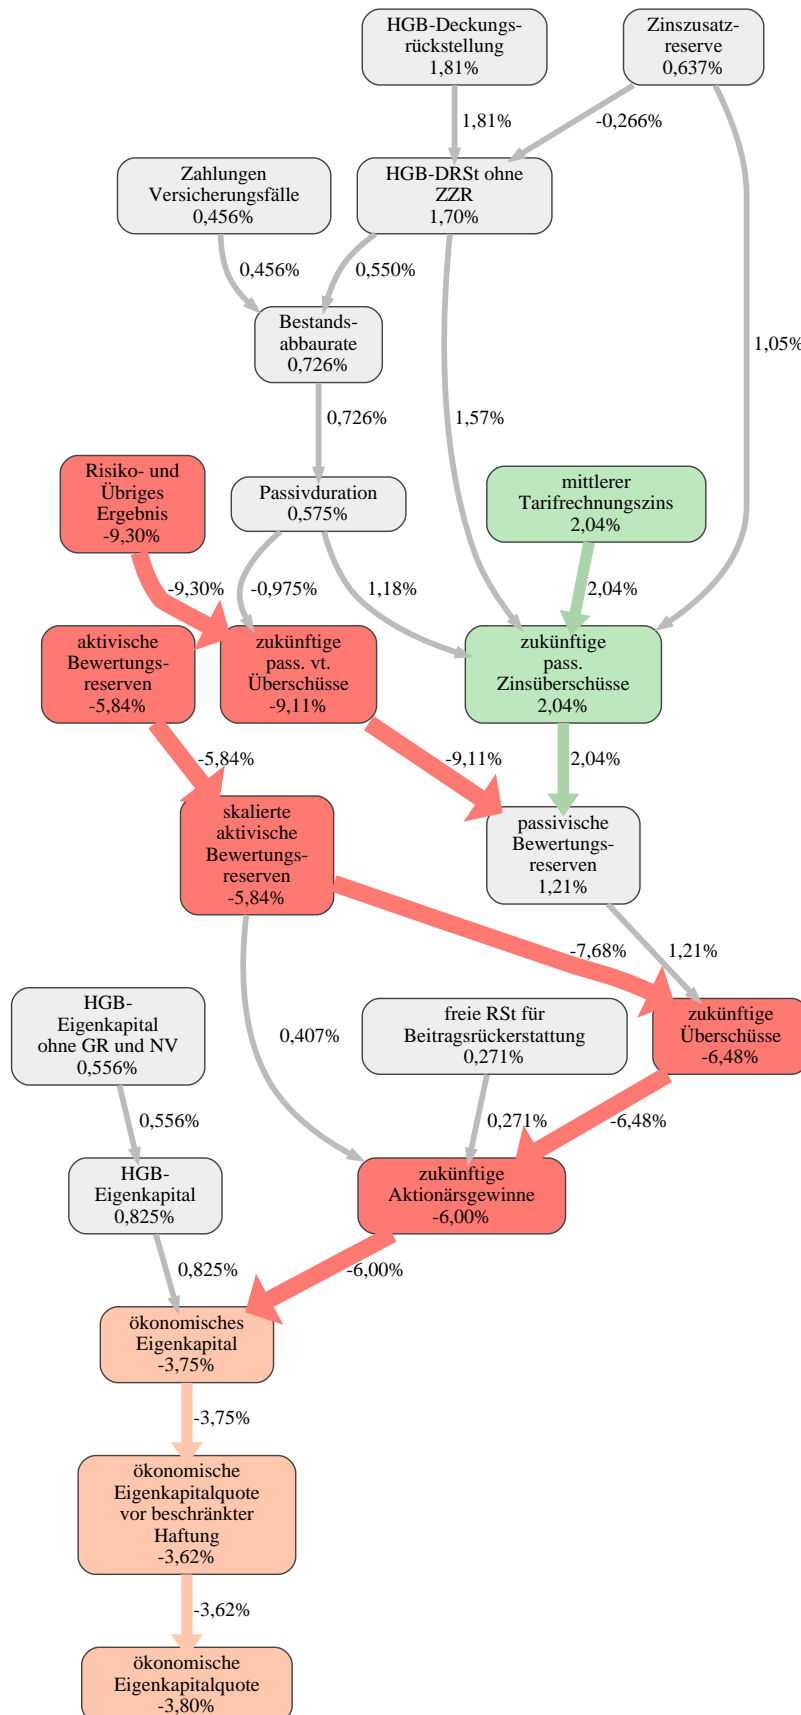 HGB-Deckungs-
rückstellung
1,81%
Zinszusatz-
reserve
0,637%
1,81%
-0,266%
Zahlungen
Versicherungsfälle
0,456%
HGB-DRSt ohne
ZZR
1,70%
0,456%
0,550%
Bestands-
abbaurate
0,726%
1,05%
0,726%
1,57%
Risiko- und
Übriges
Ergebnis
-9,30%
Passivduration
0,575%
mittlerer
Tarifrechnungszins
2,04%
-9,30%
-0,975%
1,18%
2,04%
aktivische
Bewertungs-
reserven
-5,84%
zukünftige
pass. vt.
Überschüsse
-9,11%
zukünftige
pass.
Zinsüberschüsse
2,04%
-5,84%
-9,11%
2,04%
skalierte
aktivische
Bewertungs-
reserven
-5,84%
passivische
Bewertungs-
reserven
1,21%
-7,68%
1,21%
HGB-
Eigenkapital
ohne GR und NV
0,556%
0,407%
freie RSt für
Beitragsrückerstattung
0,271%
zukünftige
Überschüsse
-6,48%
0,556%
0,271%
-6,48%
HGB-
Eigenkapital
0,825%
zukünftige
Aktionärsgewinne
-6,00%
0,825%
-6,00%
ökonomisches
Eigenkapital
-3,75%
-3,75%
ökonomische
Eigenkapitalquote
vor beschränkter
Haftung
-3,62%
-3,62%
ökonomische
Eigenkapitalquote
-3,80%